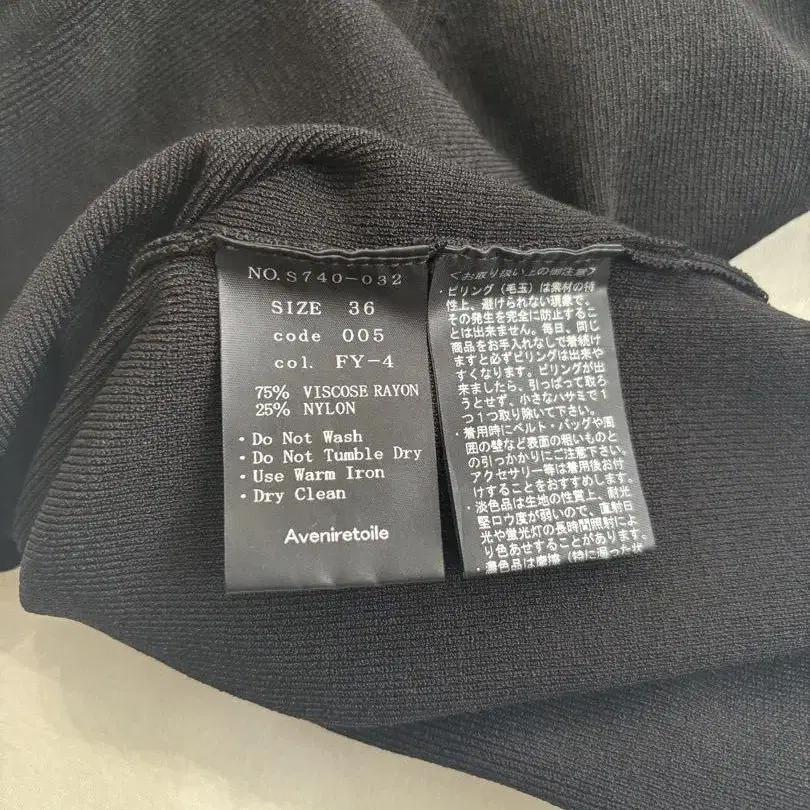 NO.S740-032
SIZE 36
code 005
col. FY-4
75% VISCOSE RAYON
25% NYLON
・Do Not Wash
・Do Not Tumble Dry
・Use Warm Iron
・Dry Clean
Aveniretoile
<お取り扱い上の御注意>
・ピリング(毛玉)は素材の特
性上、避けられない現象で、
その発生を完全に防止するこ
とは出来ません。毎日、同じ
商品をお手入れなしで着続け
ますと必ずピリングは出来や
すくなります。ピリングが出
来ましたら、引っぱって取ろ
うとせず、小さなハサミで1
つ1つ取り除いて下さい。
・着用時にベルト・バッグや周
囲の壁など表面の粗いものと
の引っかかりにご注意下さい。
アクセサリー等は着用後お付
けすることをおすすめします。
・淡色品は生地の性質上、耐光
堅ロウ度が弱いので、直射日
光や蛍光灯の長時間照射によ
り色あせすることがあります。
・濃色品は摩擦(特に湿った状